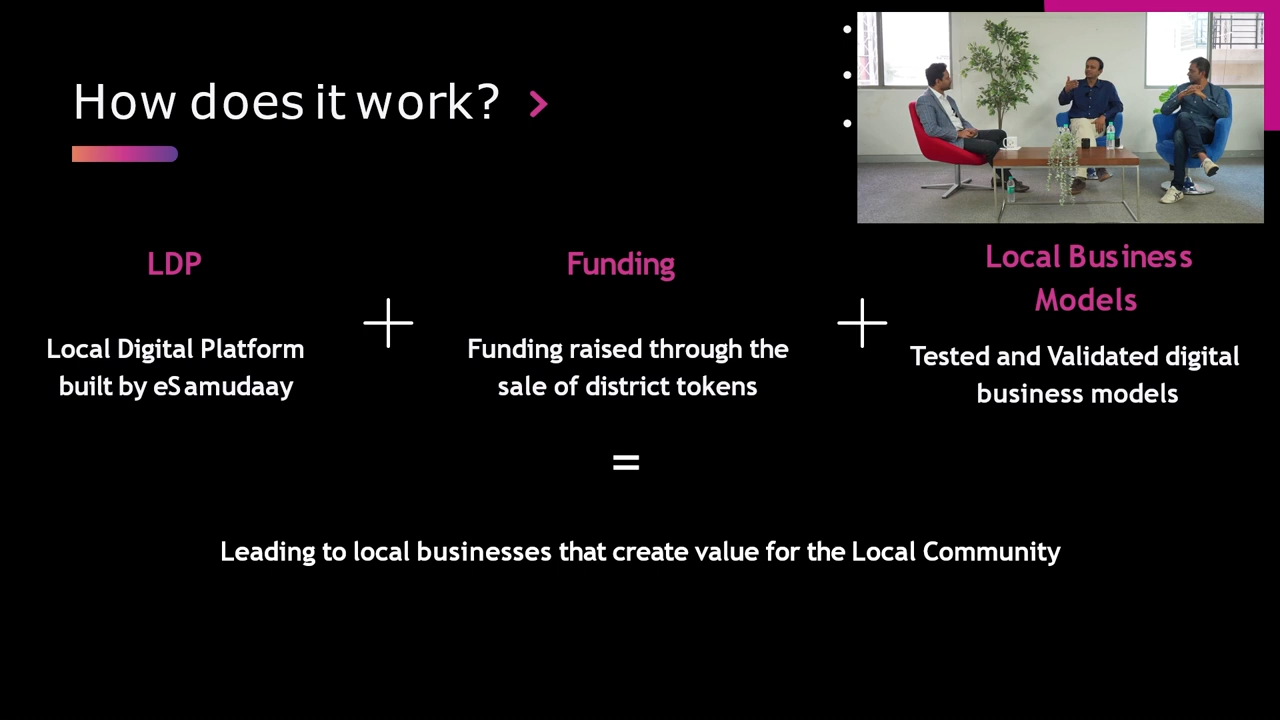 How does it work?
LDP
Local Digital Platform
built by eSamudaay
Funding
Funding raised through the
sale of district tokens
Local Business
Models
Tested and Validated digital
business models
=
Leading to local businesses that create value for the Local Community